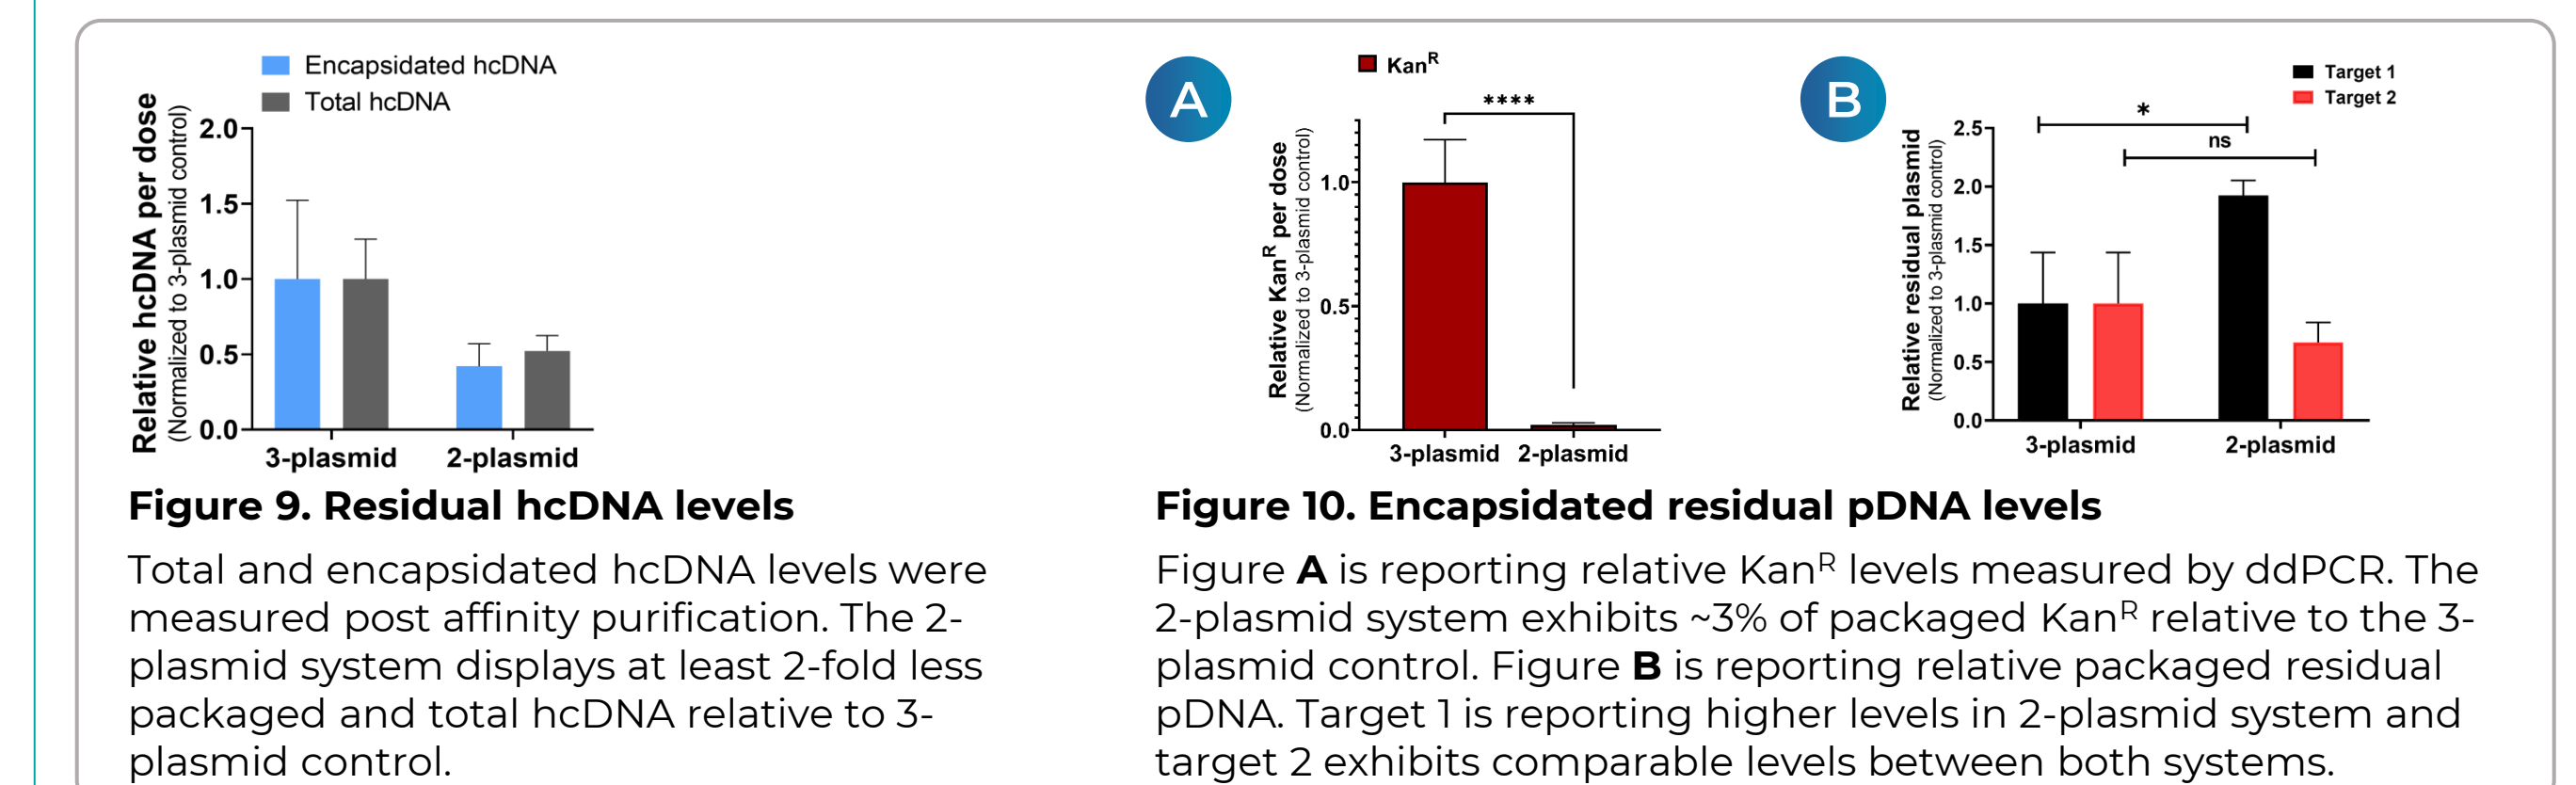 Encapsidated hcDNA
Total hcDNA
Relative hcDNA per dose
(Normalized to 3-plasmid control)
2.0
1.5
1.0
0.5
0.0
3-plasmid
2-plasmid
Figure 9. Residual hcDNA levels
Total and encapsidated hcDNA levels were
measured post affinity purification. The 2-
plasmid system displays at least 2-fold less
packaged and total hcDNA relative to 3-
plasmid control.
A
Kanᴿ
****
Relative Kanᴿ per dose
(Normalized to 3-plasmid control)
1.0
0.5
0.0
3-plasmid
2-plasmid
B
Target 1
Target 2
*
ns
Relative residual plasmid
(Normalized to 3-plasmid control)
2.5
2.0
1.5
1.0
0.5
0.0
3-plasmid
2-plasmid
Figure 10. Encapsidated residual pDNA levels
Figure A is reporting relative Kanᴿ levels measured by ddPCR. The
2-plasmid system exhibits ~3% of packaged Kanᴿ relative to the 3-
plasmid control. Figure B is reporting relative packaged residual
pDNA. Target 1 is reporting higher levels in 2-plasmid system and
target 2 exhibits comparable levels between both systems.